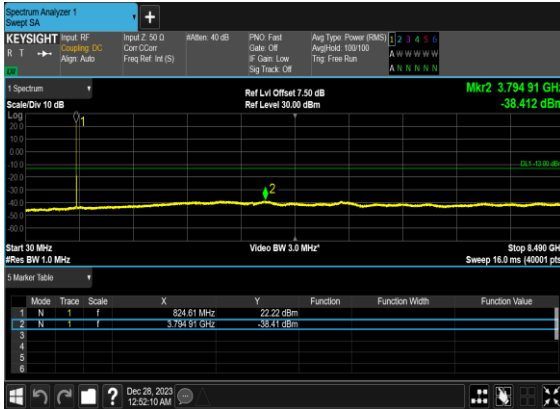 Spectrum Analyzer 1
Swept SA
KEYSIGHT
R T
Input: RF
Coupling: DC
Align: Auto
Input Z: 50 Ω
Corr CCorr
Freq Ref: Int (S)
#Atten: 40 dB
PNO: Fast
Gate: Off
IF Gain: Low
Sig Track: Off
Avg Type: Power (RMS)
Avg|Hold: 100/100
Trig: Free Run
1 2 3 4 5 6
A W W W W W
A N N N N N
1 Spectrum
Scale/Div 10 dB
Ref Lvl Offset 7.50 dB
Ref Level 30.00 dBm
Mkr2 3.794 91 GHz
-38.412 dBm
Log
20.0
10.0
0.00
-10.0
-20.0
-30.0
-40.0
-50.0
-60.0
1
2
DL1 -13.00 dBm
Start 30 MHz
#Res BW 1.0 MHz
Video BW 3.0 MHz*
Stop 8.490 GH
Sweep 16.0 ms (40001 pts
5 Marker Table
Mode Trace Scale X Y Function Function Width Function Value
1 N 1 f 824.61 MHz 22.22 dBm
2 N 1 f 3.794 91 GHz -38.41 dBm
3
4
5
6
?
Dec 28, 2023
12:52:10 AM